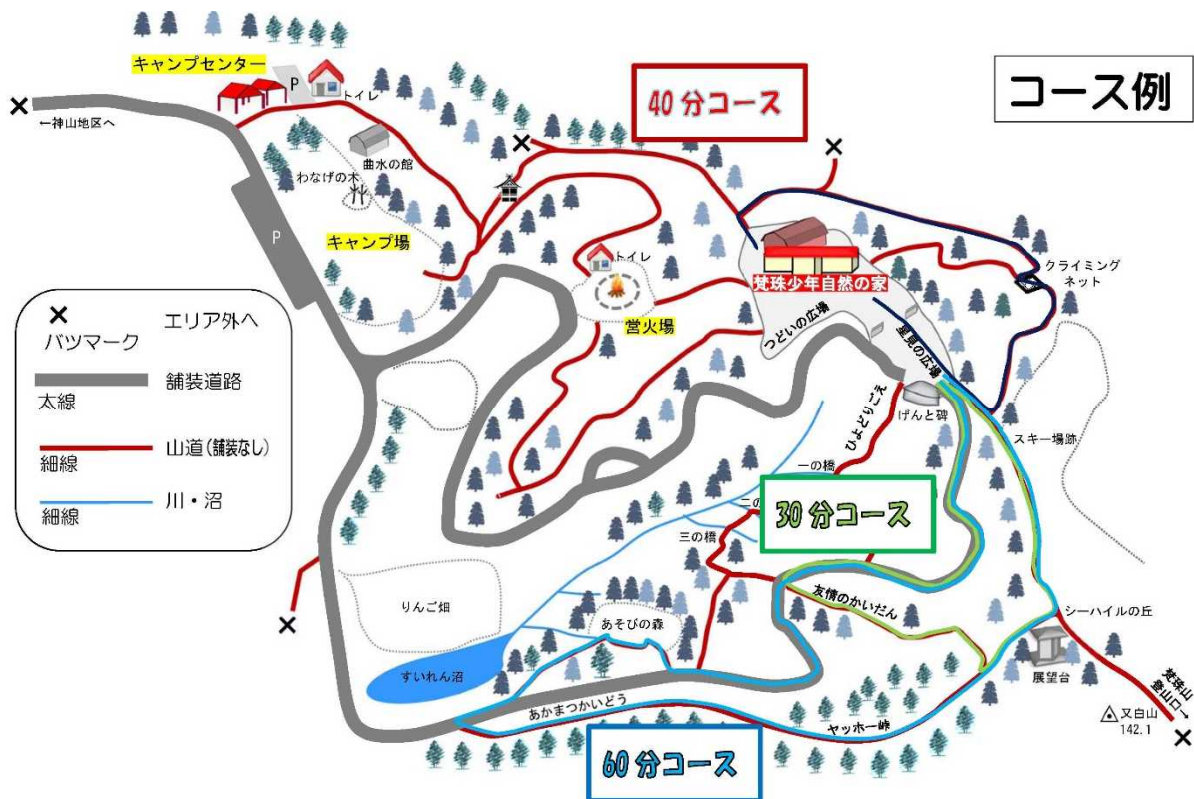 コース例
キャンプセンター
P
トイレ
←神山地区へ
40分コース
曲水の館
わなげの木
キャンプ場
P
トイレ
営火場
梵珠少年自然の家
つどいの広場
星見の広場
クライミング
ネット
げんと碑
スキー場跡
ひよどりごえ
一の橋
二の
三の橋
30分コース
友情のかいだん
シーハイルの丘
展望台
梵珠山
登山口→
又白山
142.1
りんご畑
あそびの森
すいれん沼
あかまつかいどう
ヤッホー峠
60分コース
エリア外へ
バツマーク
舗装道路
太線
山道(舗装なし)
細線
川・沼
細線